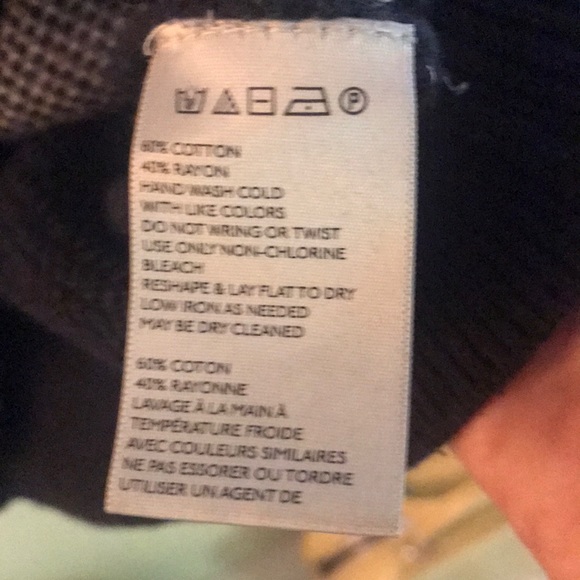 60% COTTON
40% RAYON
HAND WASH COLD
WITH LIKE COLORS
DO NOT WRING OR TWIST
USE ONLY NON-CHLORINE
BLEACH
RESHAPE & LAY FLAT TO DRY
LOW IRON AS NEEDED
MAY BE DRY CLEANED
60% COTON
40% RAYONNE
LAVAGE À LA MAIN À
TEMPÉRATURE FROIDE
AVEC COULEURS SIMILAIRES
NE PAS ESSORER OU TORDRE
UTILISER UN AGENT DE